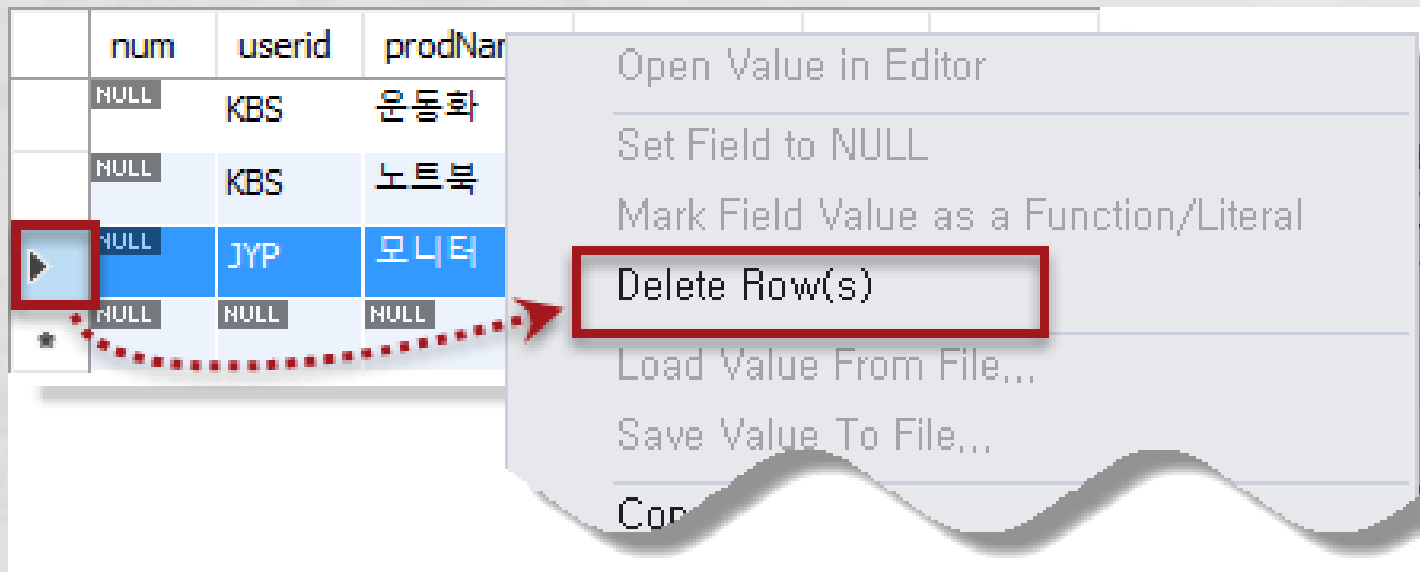 num userid prodNar
NULL KBS 운동화
NULL KBS 노트북
NULL JYP 모니터
NULL NULL NULL
Open Value in Editor
Set Field to NULL
Mark Field Value as a Function/Literal
Delete Row(s)
Load Value From File...
Save Value To File...